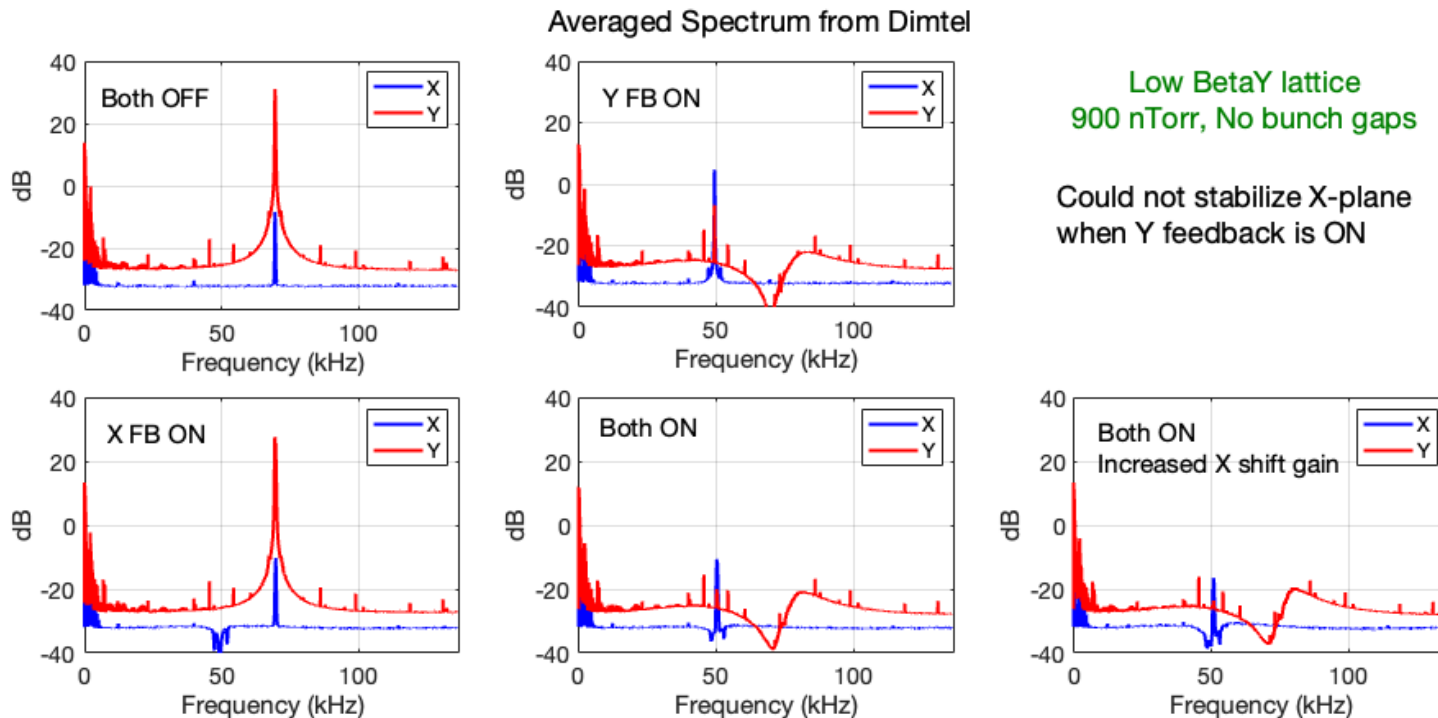 Averaged Spectrum from Dimtel
40
20
0
-20
-40
dB
Both OFF
X
Y
0
50
100
Frequency (kHz)
40
20
0
-20
-40
dB
Y FB ON
X
Y
0
50
100
Frequency (kHz)
Low BetaY lattice
900 nTorr, No bunch gaps
Could not stabilize X-plane
when Y feedback is ON
40
20
0
-20
-40
dB
X FB ON
X
Y
0
50
100
Frequency (kHz)
40
20
0
-20
-40
dB
Both ON
X
Y
0
50
100
Frequency (kHz)
40
20
0
-20
-40
dB
Both ON
Increased X shift gain
X
Y
0
50
100
Frequency (kHz)